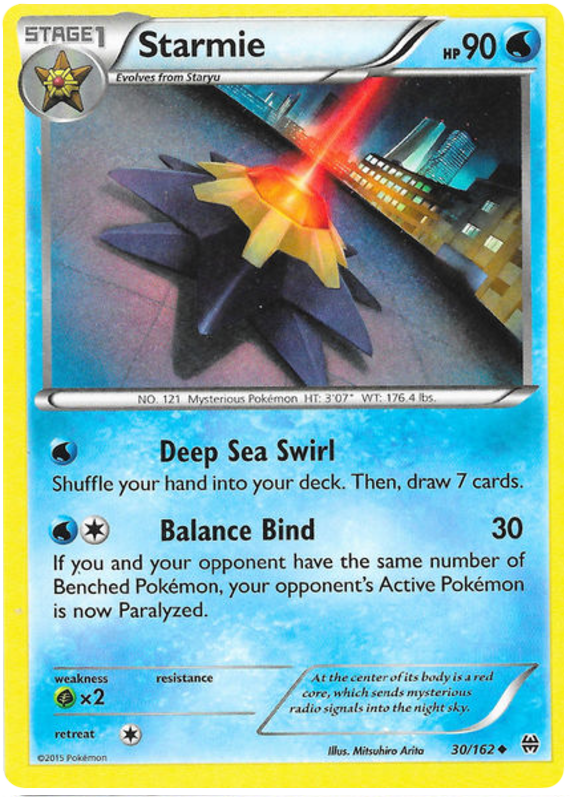 STAGE1
Starmie
HP90
Evolves from Staryu
NO. 121 Mysterious Pokémon HT: 3'07" WT: 176.4 lbs.
Deep Sea Swirl
Shuffle your hand into your deck. Then, draw 7 cards.
Balance Bind 30
If you and your opponent have the same number of
Benched Pokémon, your opponent's Active Pokémon
is now Paralyzed.
weakness resistance
×2
retreat
At the center of its body is a red
core, which sends mysterious
radio signals into the night sky.
©2015 Pokémon
Illus. Mitsuhiro Arita 30/162